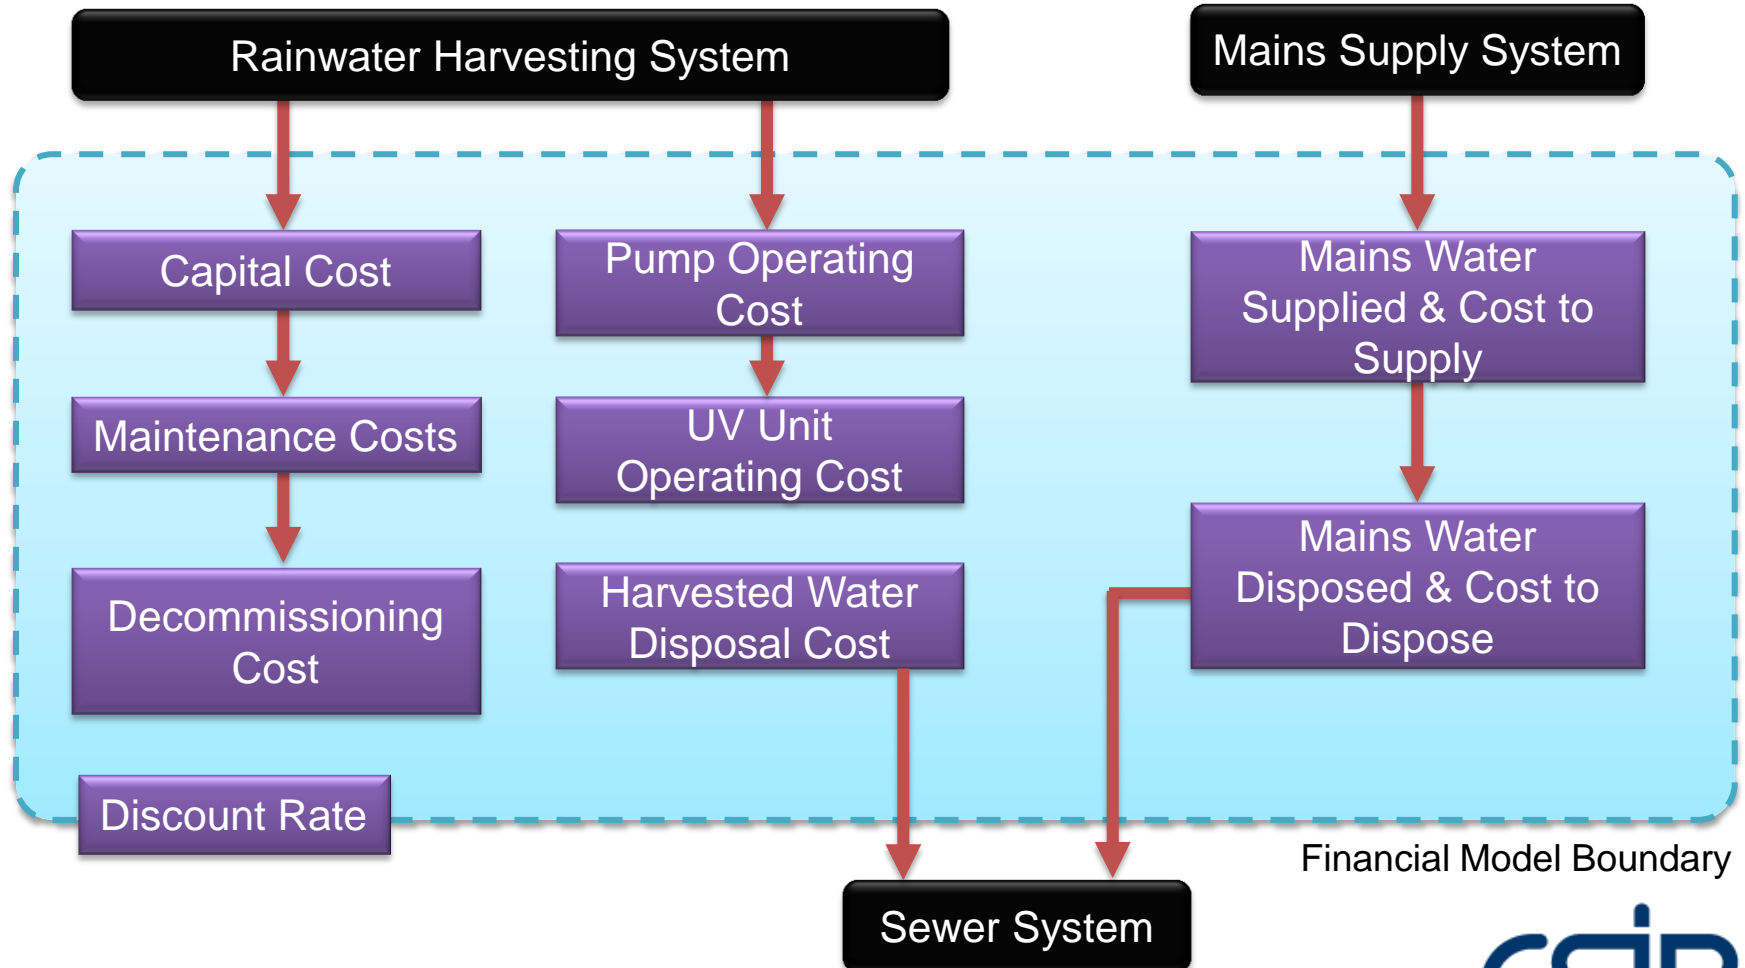 Rainwater Harvesting System
Mains Supply System
Capital Cost
Pump Operating
Cost
Mains Water
Supplied & Cost to
Supply
Maintenance Costs
UV Unit
Operating Cost
Decommissioning
Cost
Harvested Water
Disposal Cost
Mains Water
Disposed & Cost to
Dispose
Discount Rate
Financial Model Boundary
Sewer System